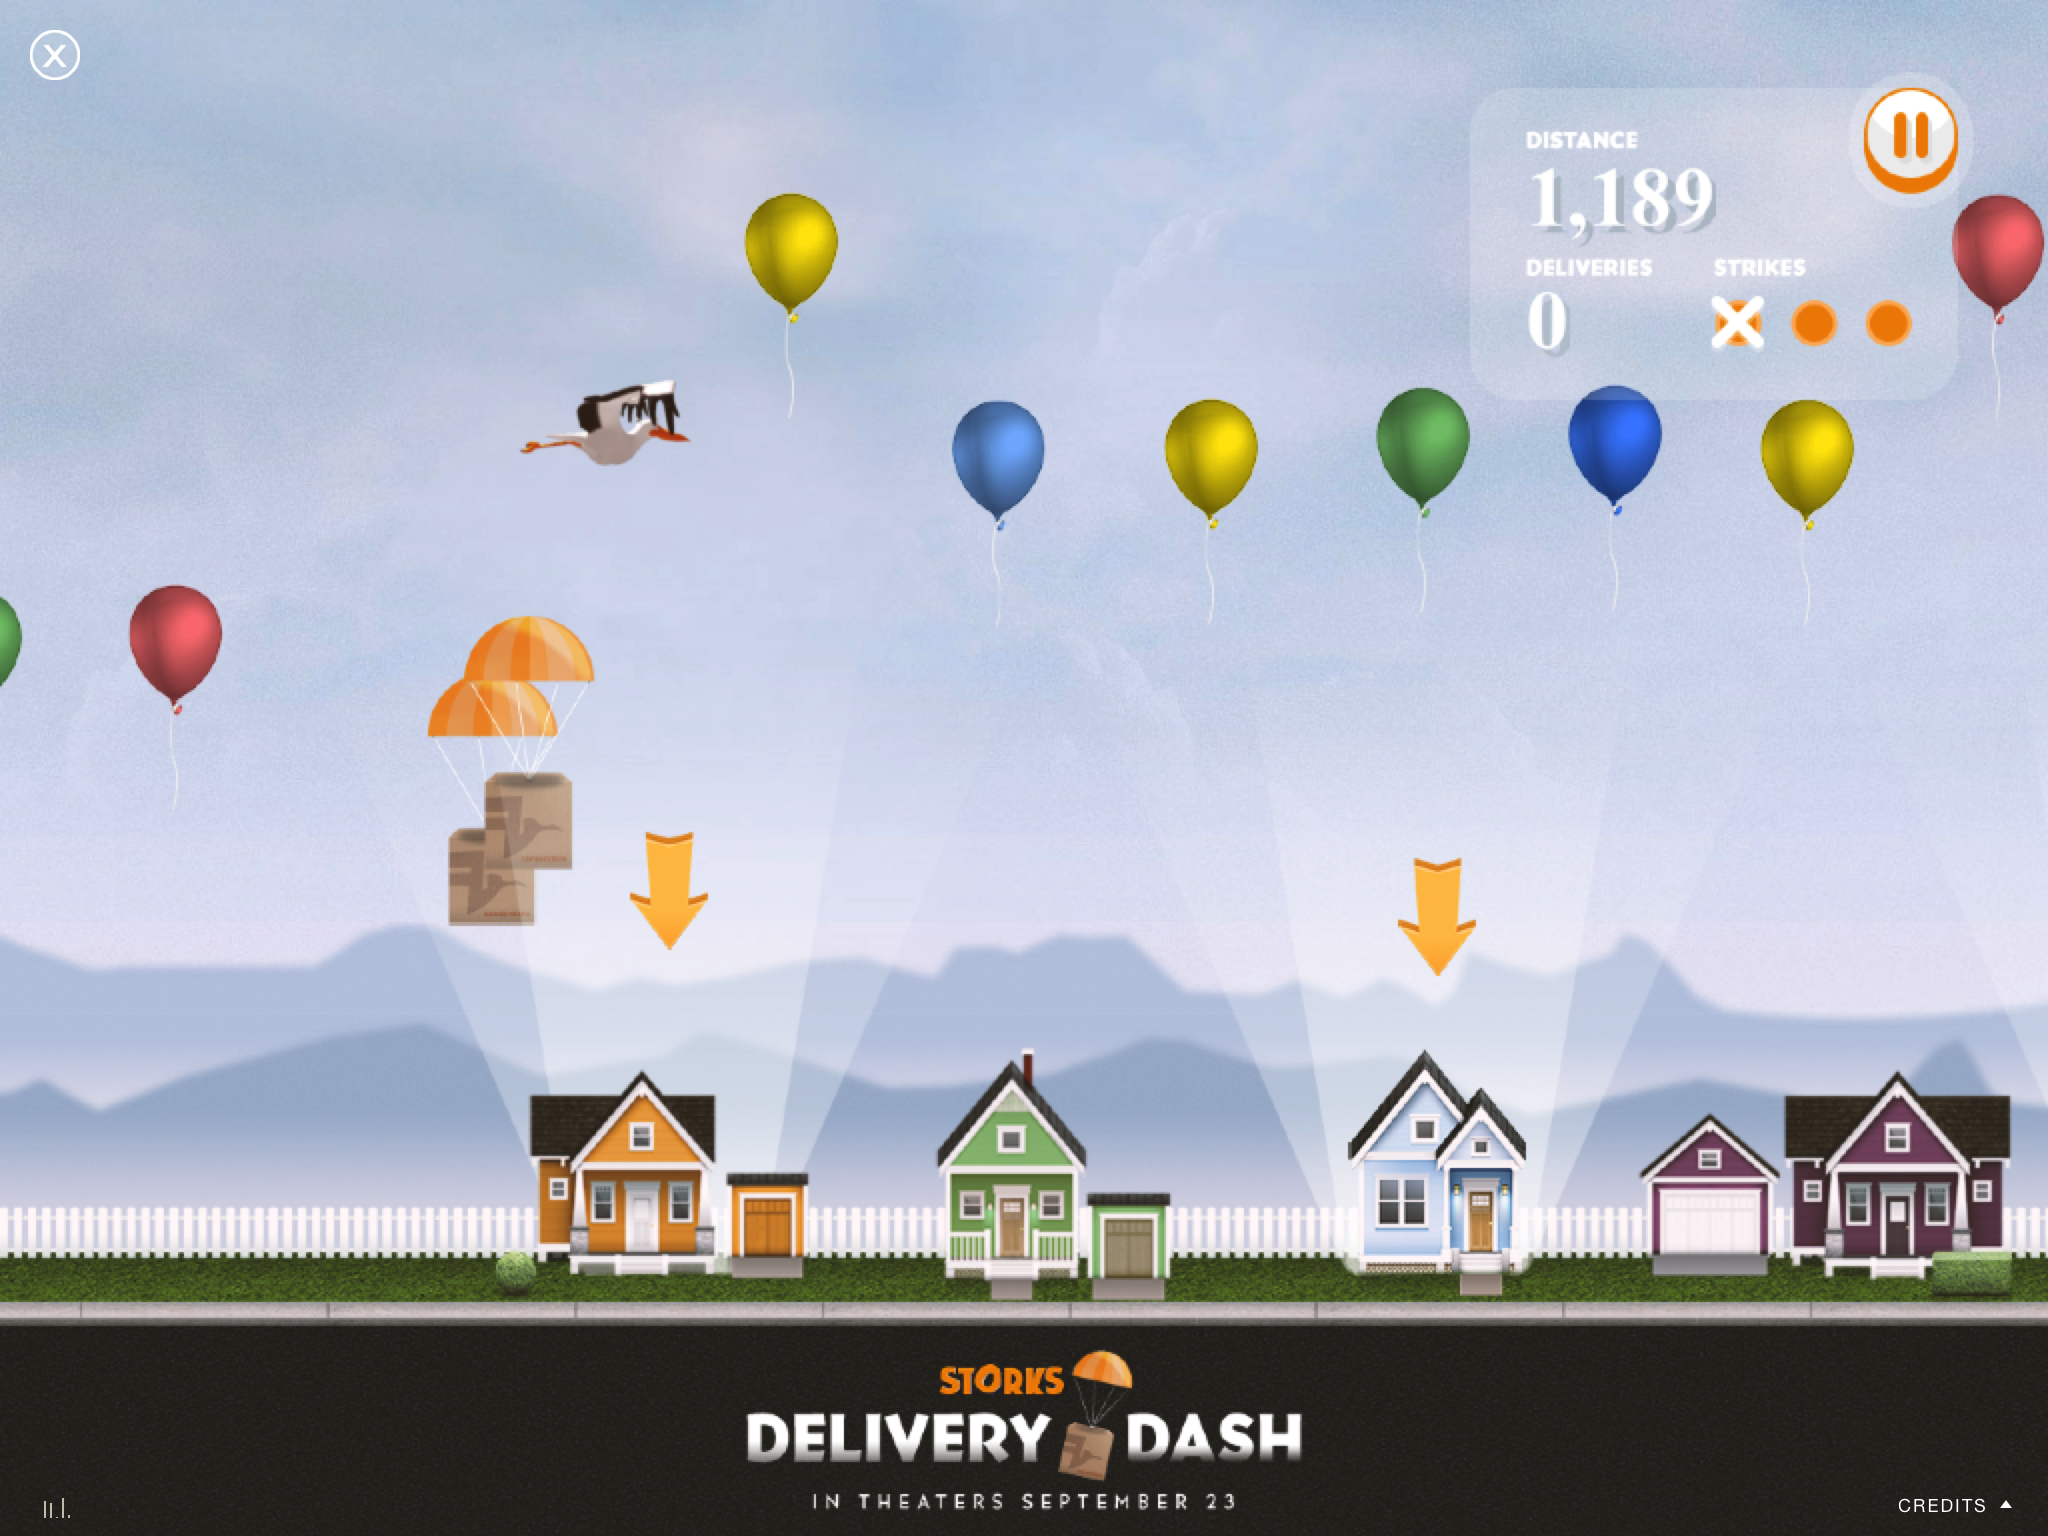 X
DISTANCE
1,189
DELIVERIES STRIKES
0
STORKS
DELIVERY DASH
IN THEATERS SEPTEMBER 23
CREDITS